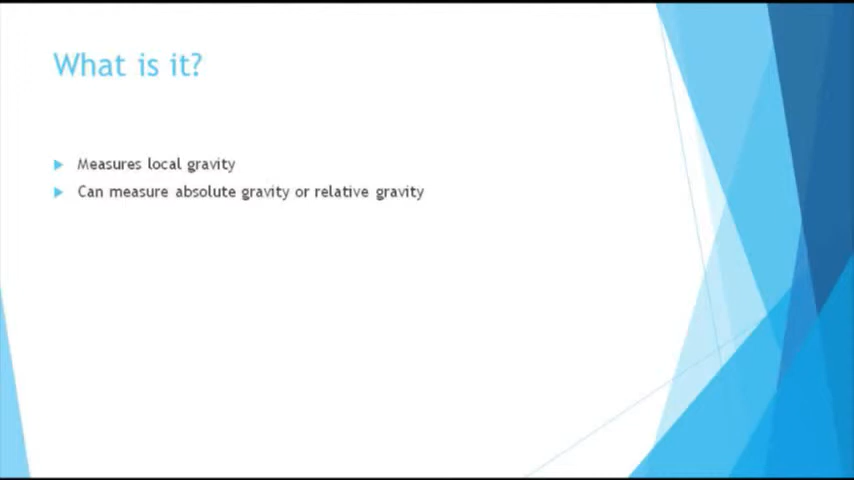 What is it?
Measures local gravity
Can measure absolute gravity or relative gravity